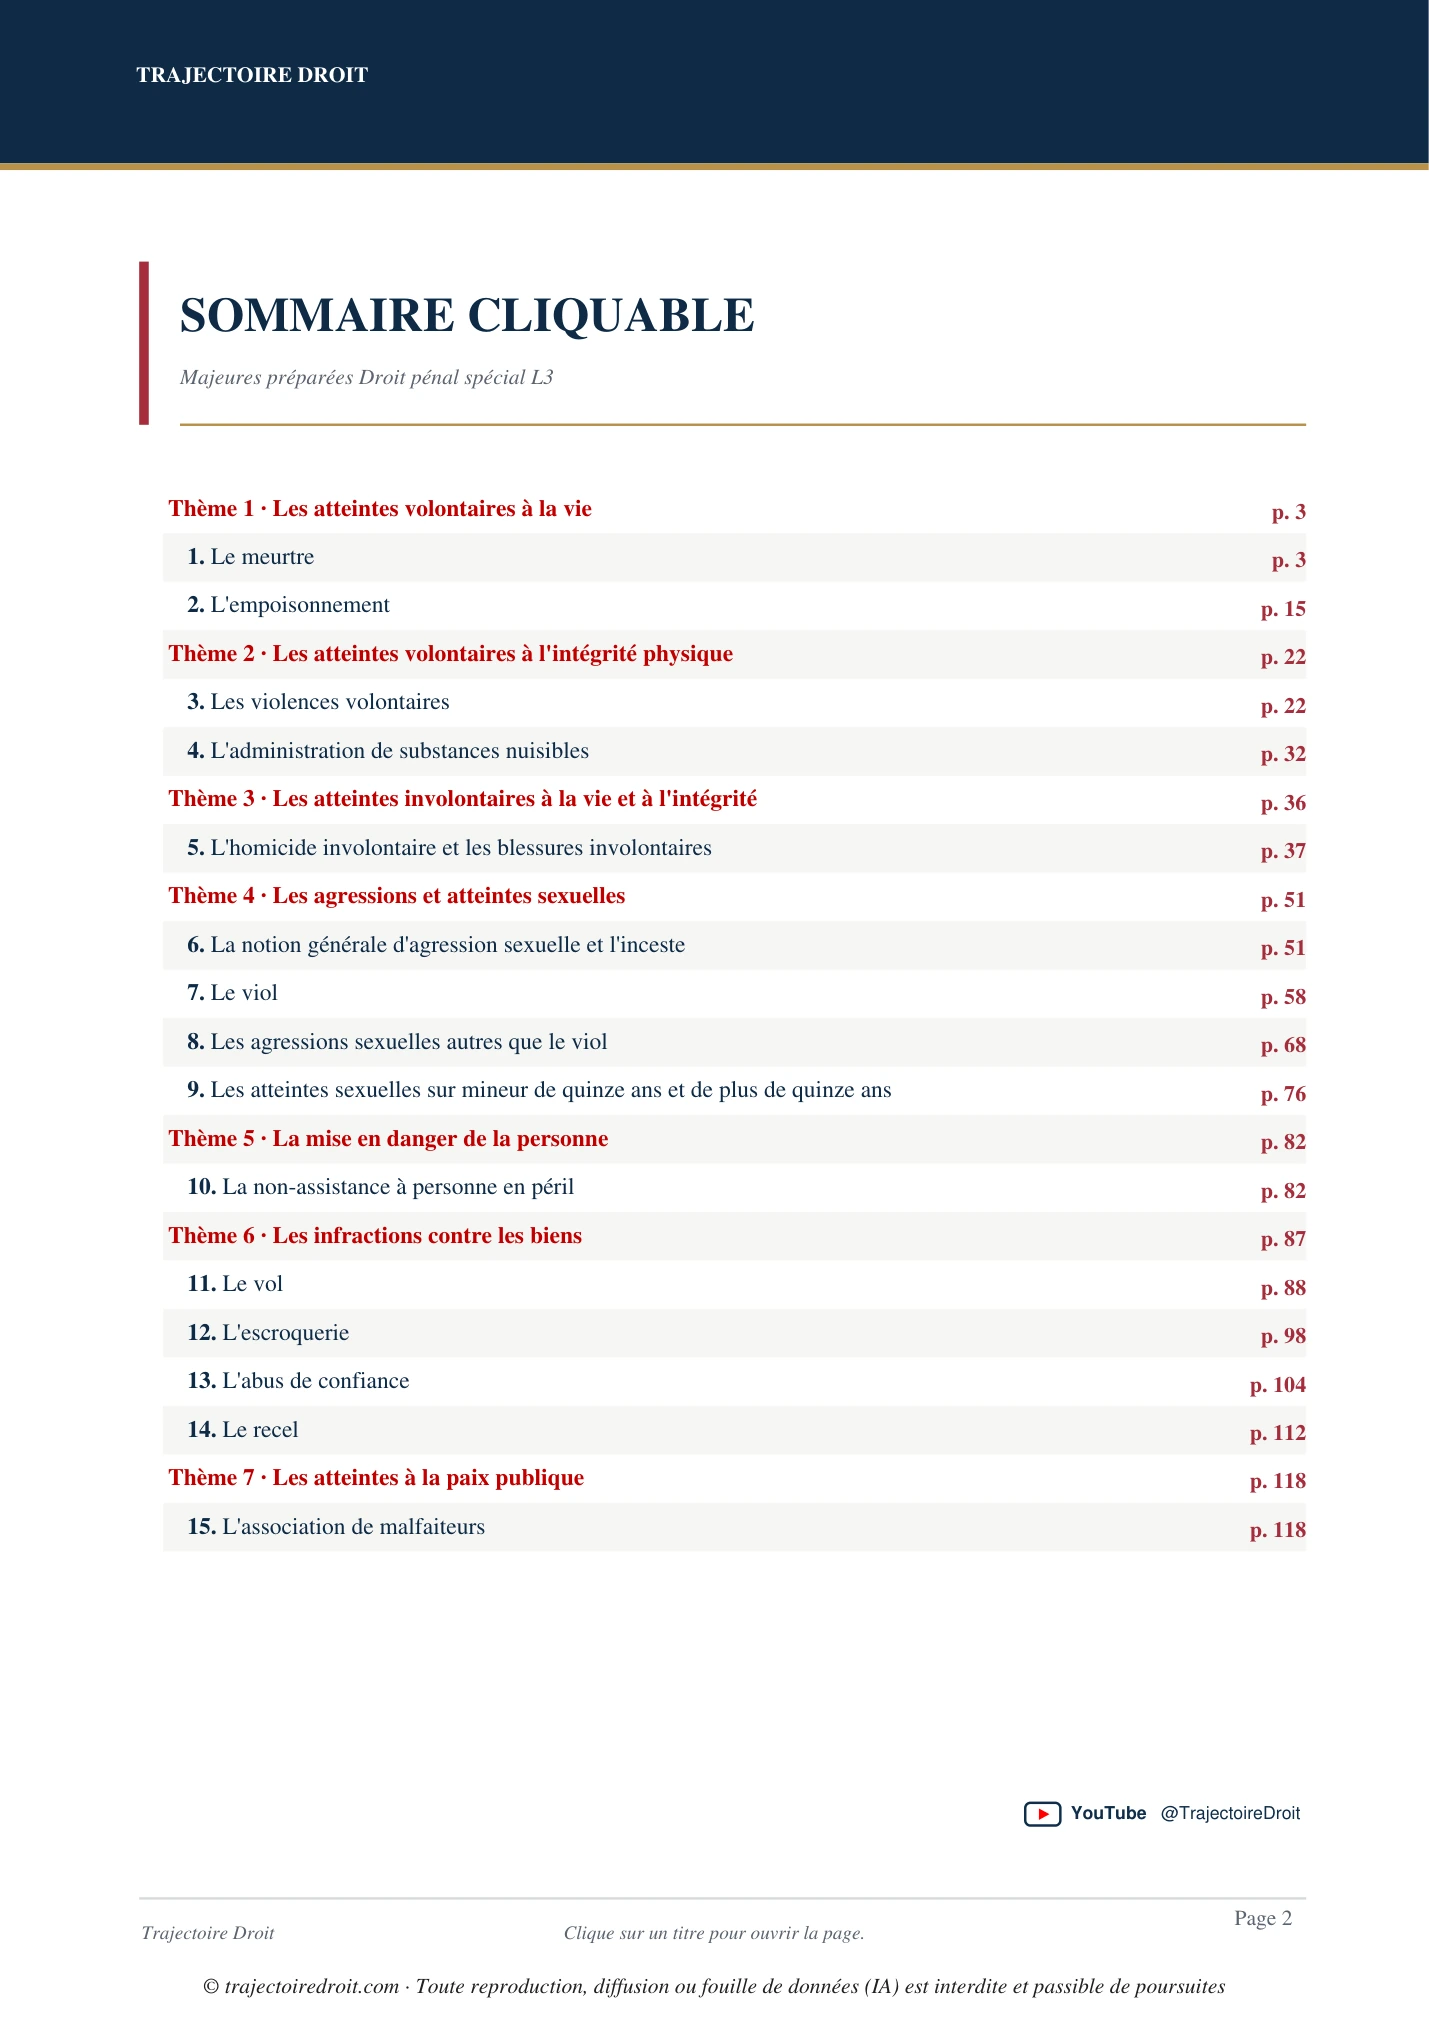 TRAJECTOIRE DROIT
SOMMAIRE CLIQUABLE
Majeures préparées Droit pénal spécial L3
Thème 1 · Les atteintes volontaires à la vie p. 3
1. Le meurtre p. 3
2. L'empoisonnement p. 15
Thème 2 · Les atteintes volontaires à l'intégrité physique p. 22
3. Les violences volontaires p. 22
4. L'administration de substances nuisibles p. 32
Thème 3 · Les atteintes involontaires à la vie et à l'intégrité p. 36
5. L'homicide involontaire et les blessures involontaires p. 37
Thème 4 · Les agressions et atteintes sexuelles p. 51
6. La notion générale d'agression sexuelle et l'inceste p. 51
7. Le viol p. 58
8. Les agressions sexuelles autres que le viol p. 68
9. Les atteintes sexuelles sur mineur de quinze ans et de plus de quinze ans p. 76
Thème 5 · La mise en danger de la personne p. 82
10. La non-assistance à personne en péril p. 82
Thème 6 · Les infractions contre les biens p. 87
11. Le vol p. 88
12. L'escroquerie p. 98
13. L'abus de confiance p. 104
14. Le recel p. 112
Thème 7 · Les atteintes à la paix publique p. 118
15. L'association de malfaiteurs p. 118
YouTube @TrajectoireDroit
Page 2
Trajectoire Droit Clique sur un titre pour ouvrir la page.
© trajectoiredroit.com · Toute reproduction, diffusion ou fouille de données (IA) est interdite et passible de poursuites